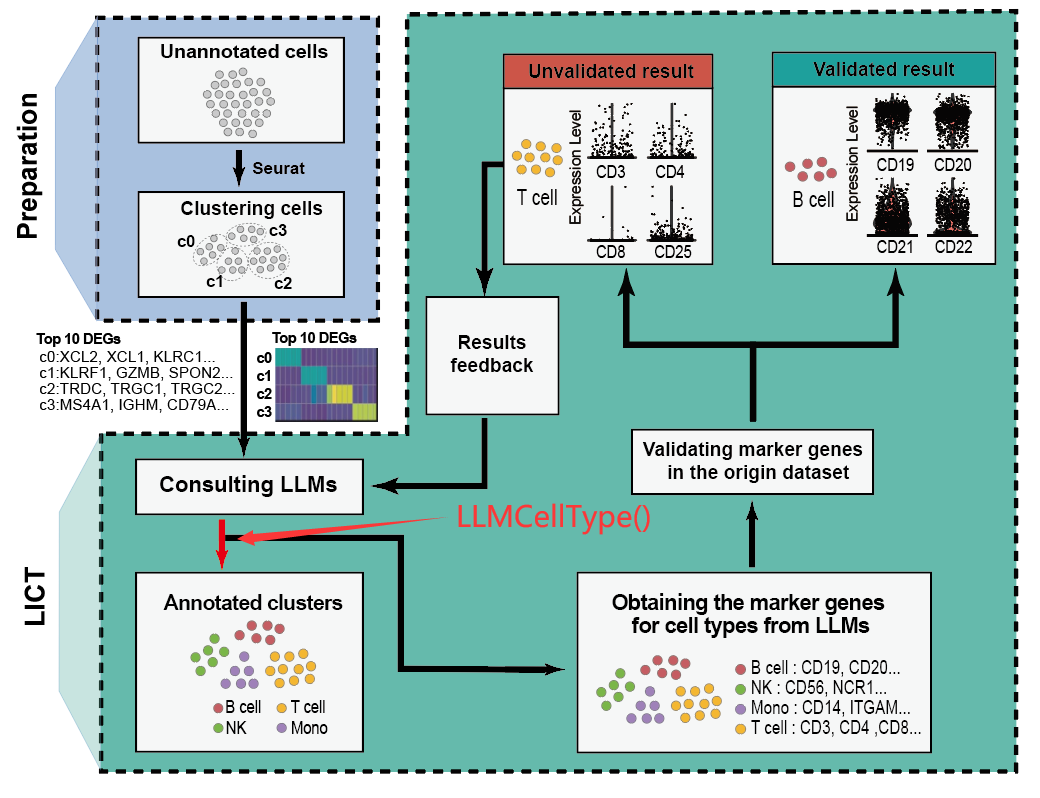 Preparation
Unannotated cells
Seurat
Clustering cells
c0
c3
c1
c2
Top 10 DEGs
c0:XCL2, XCL1, KLRC1...
c1:KLRF1, GZMB, SPON2...
c2:TRDC, TRGC1, TRGC2...
c3:MS4A1, IGHM, CD79A...
Top 10 DEGs
c0
c1
c2
c3
Unvalidated result
T cell
Expression Level
CD3
CD4
CD8
CD25
Validated result
B cell
Expression Level
CD19
CD20
CD21
CD22
Results
feedback
Validating marker genes
in the origin dataset
LICT
Consulting LLMs
LLMCellType()
Annotated clusters
B cell
T cell
NK
Mono
Obtaining the marker genes
for cell types from LLMs
B cell : CD19, CD20...
NK : CD56, NCR1...
Mono : CD14, ITGAM...
T cell : CD3, CD4 ,CD8...